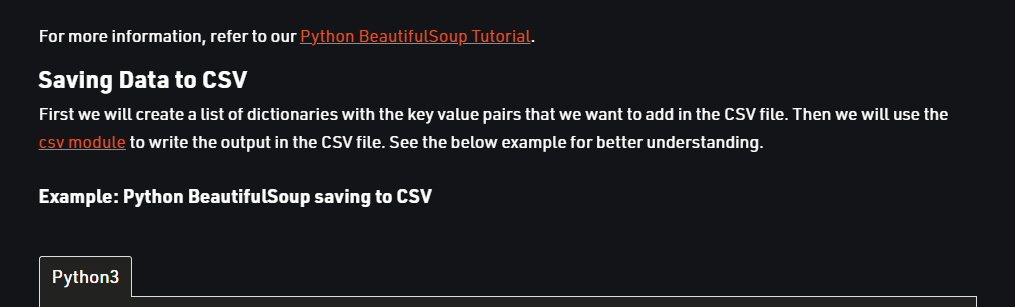 For more information, refer to our Python BeautifulSoup Tutorial.
Saving Data to CSV
First we will create a list of dictionaries with the key value pairs that we want to add in the CSV file. Then we will use the
csv module to write the output in the CSV file. See the below example for better understanding.
Example: Python BeautifulSoup saving to CSV
Python3